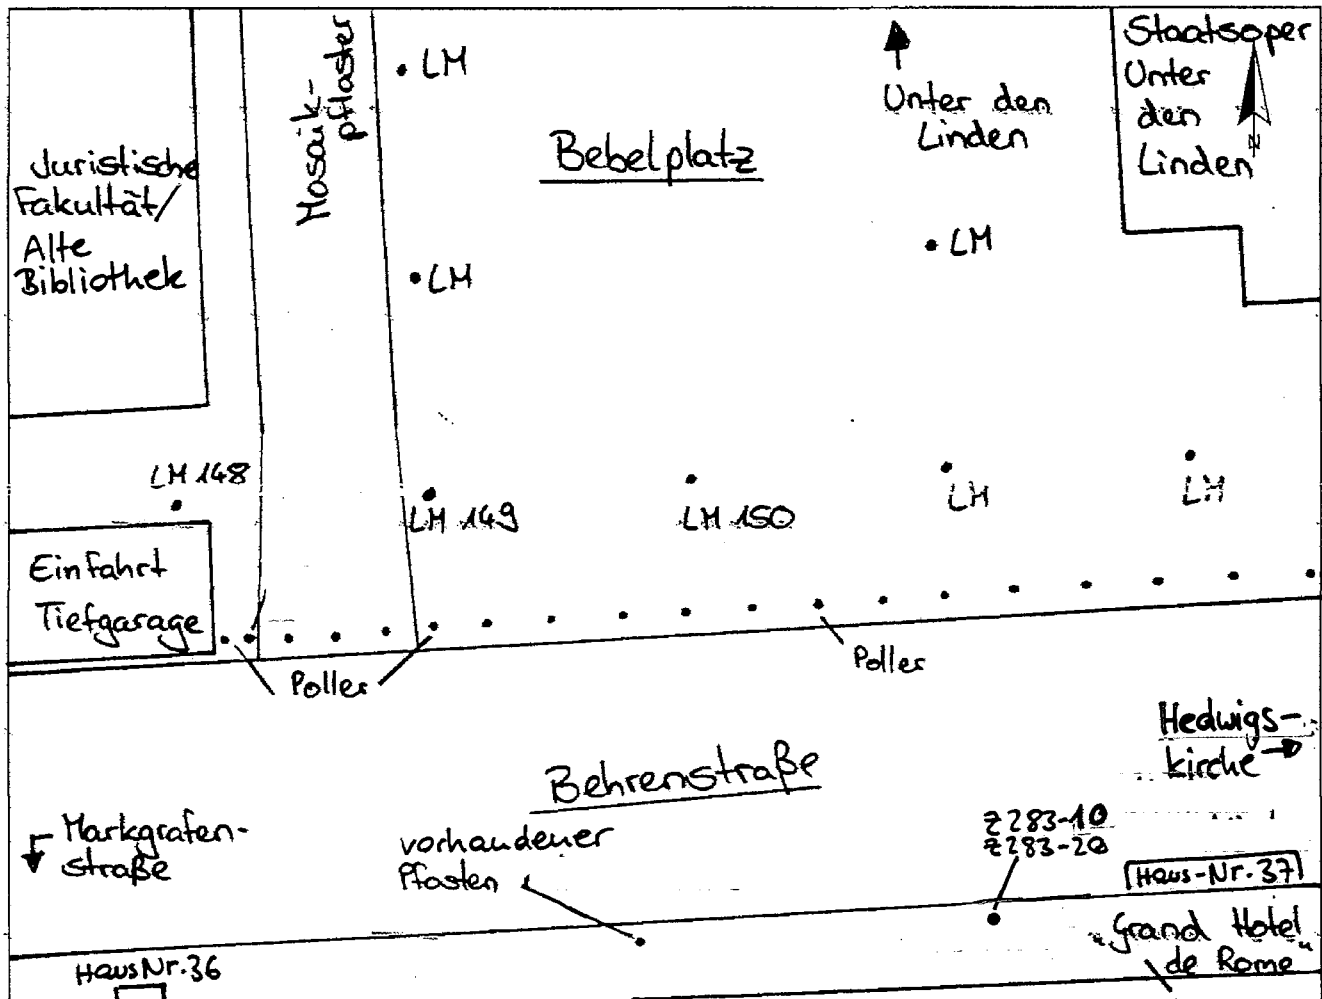 Staatsoper
Unter
den
Linden
N
Mosaik-
pflaster
LM
Unter den
Linden
Bebelplatz
Juristische
Fakultät/
Alte
Bibliothek
LM
LM
LM 148
LM 149
LM 150
LM
LM
Einfahrt
Tiefgarage
Poller
Poller
Hedwigs-
kirche
Behrenstraße
Markgrafen-
straße
vorhandener
Pfosten
Z283-10
Z283-20
Haus-Nr.37
"Grand Hotel
de Rome"
Haus Nr.36